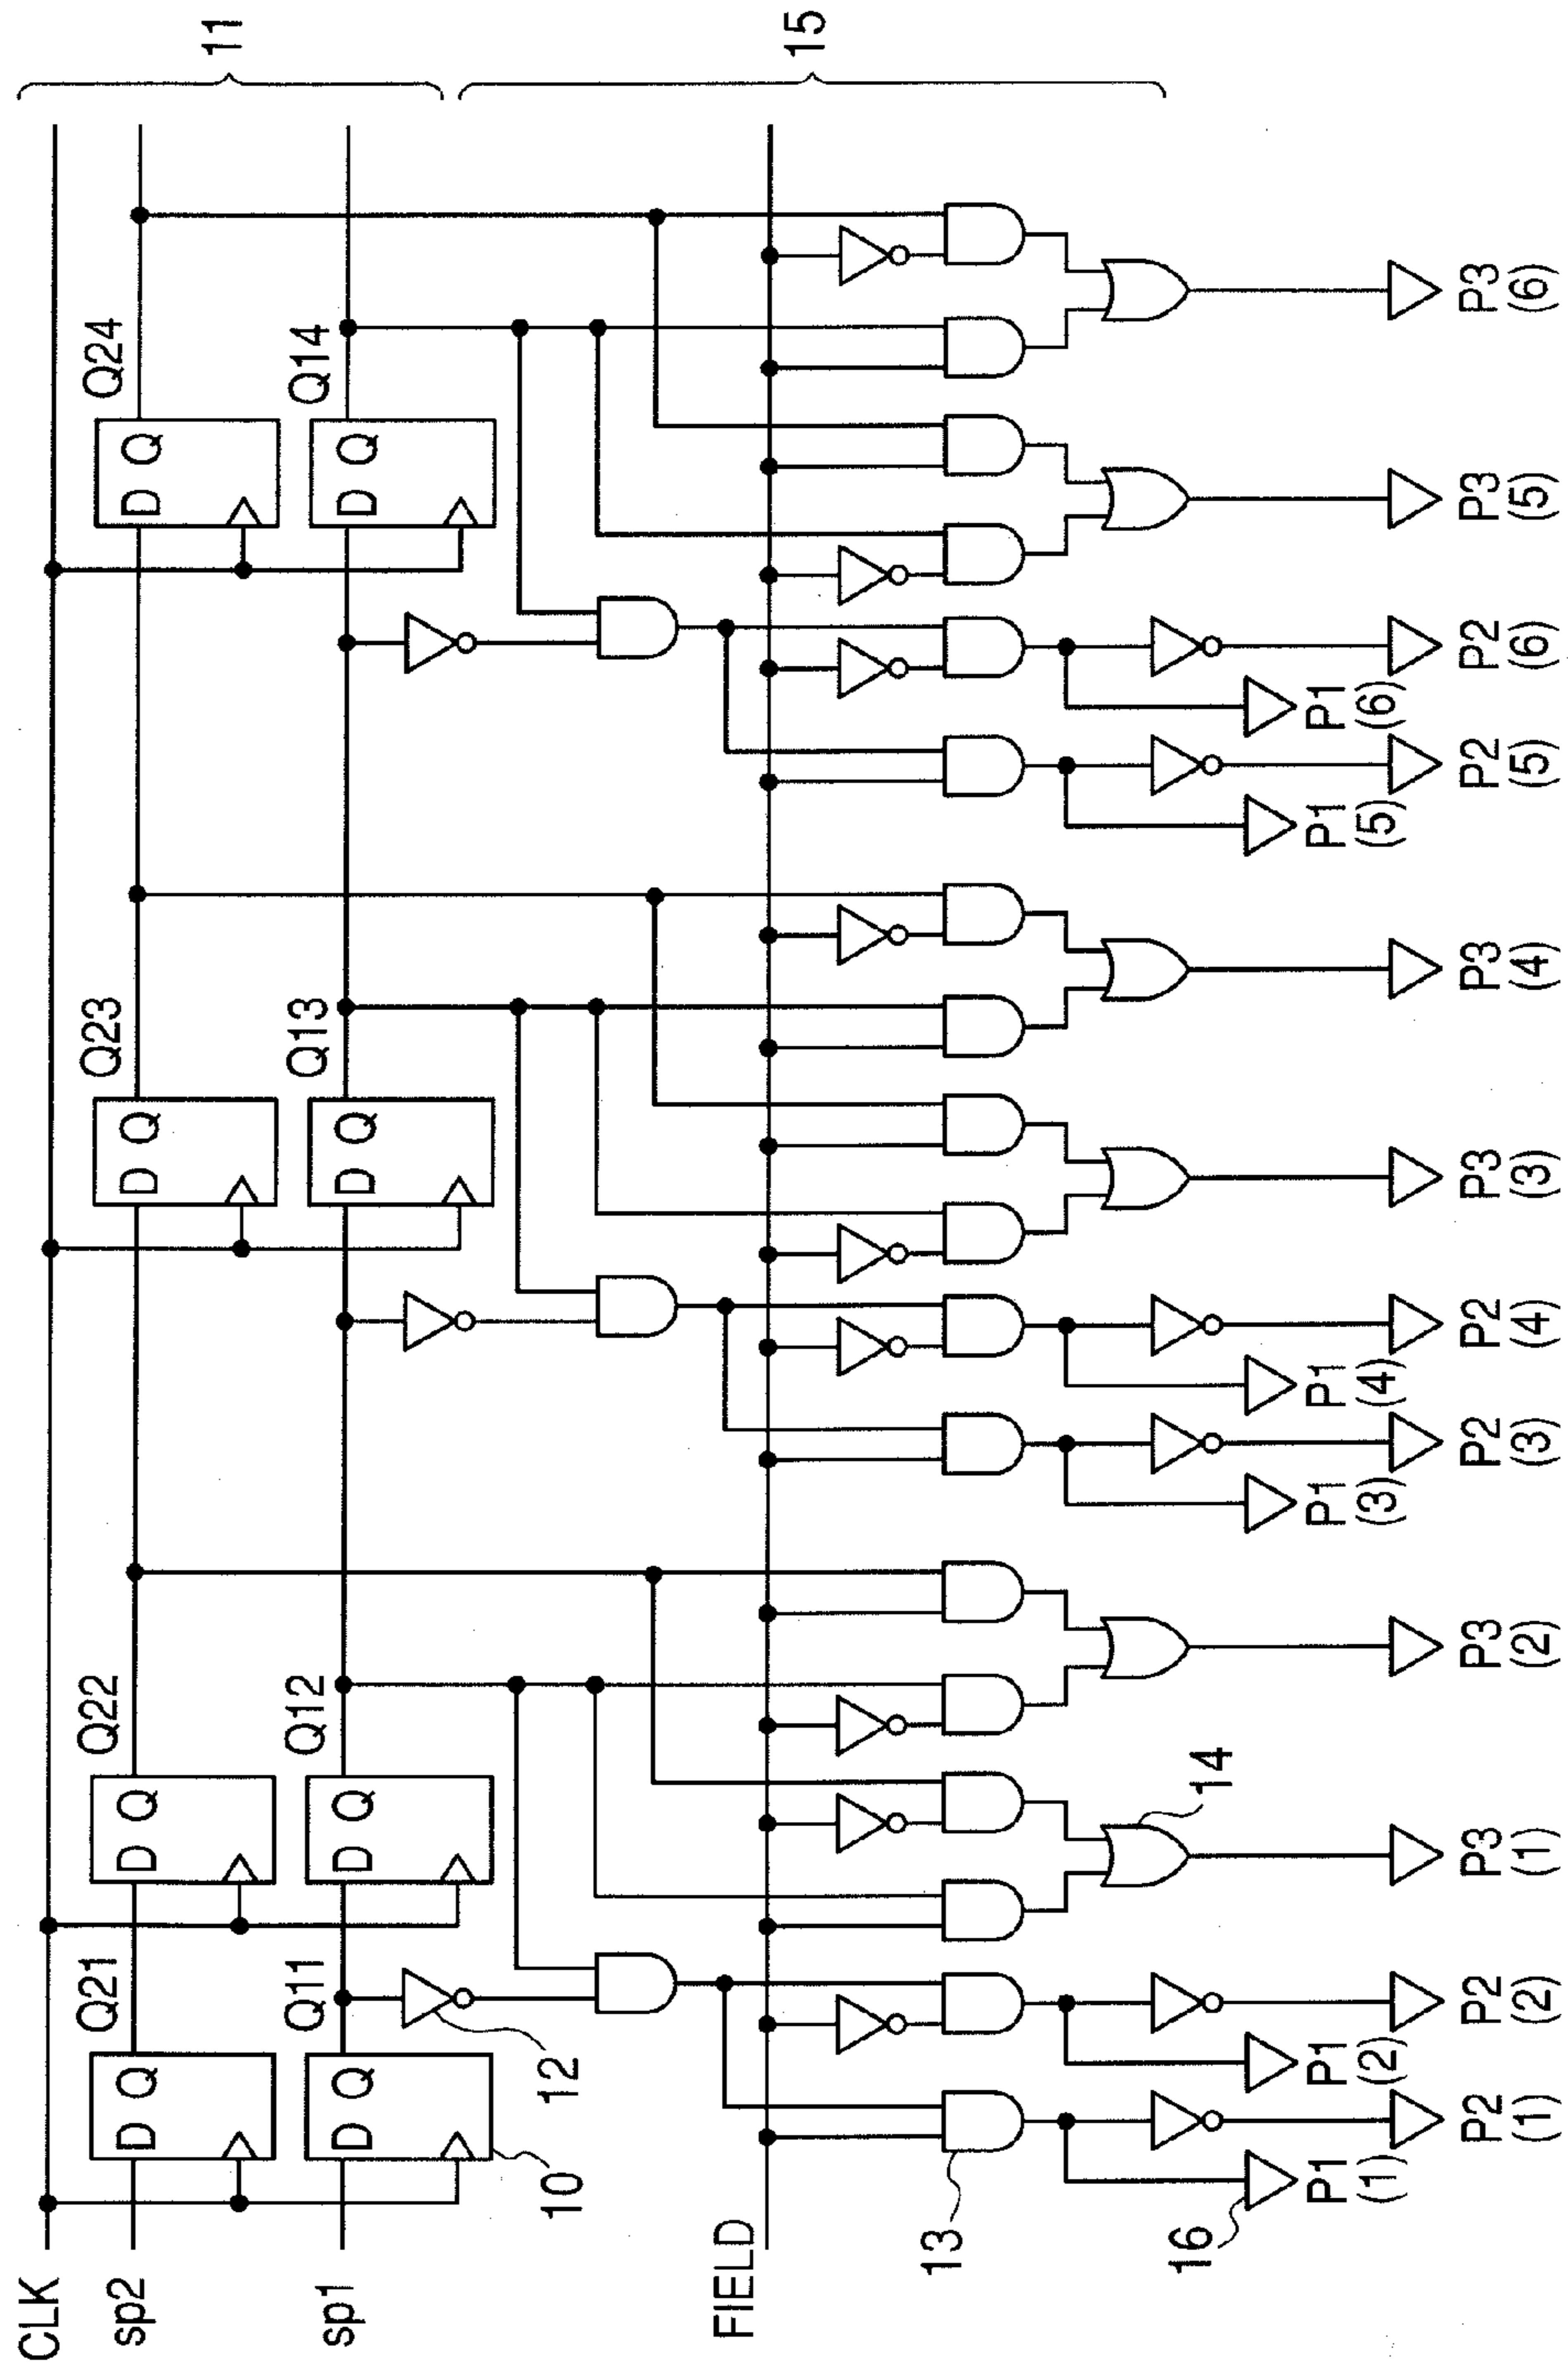 CLK
sp2
sp1
FIELD
11
15
Q21
Q22
Q23
Q24
Q11
Q12
Q13
Q14
D Q
D Q
D Q
D Q
D Q
D Q
D Q
D Q
10
12
13
14
16
P1
(1)
P2
(1)
P1
(2)
P2
(2)
P3
(1)
P3
(2)
P1
(3)
P2
(3)
P1
(4)
P2
(4)
P3
(3)
P3
(4)
P1
(5)
P2
(5)
P1
(6)
P2
(6)
P3
(5)
P3
(6)